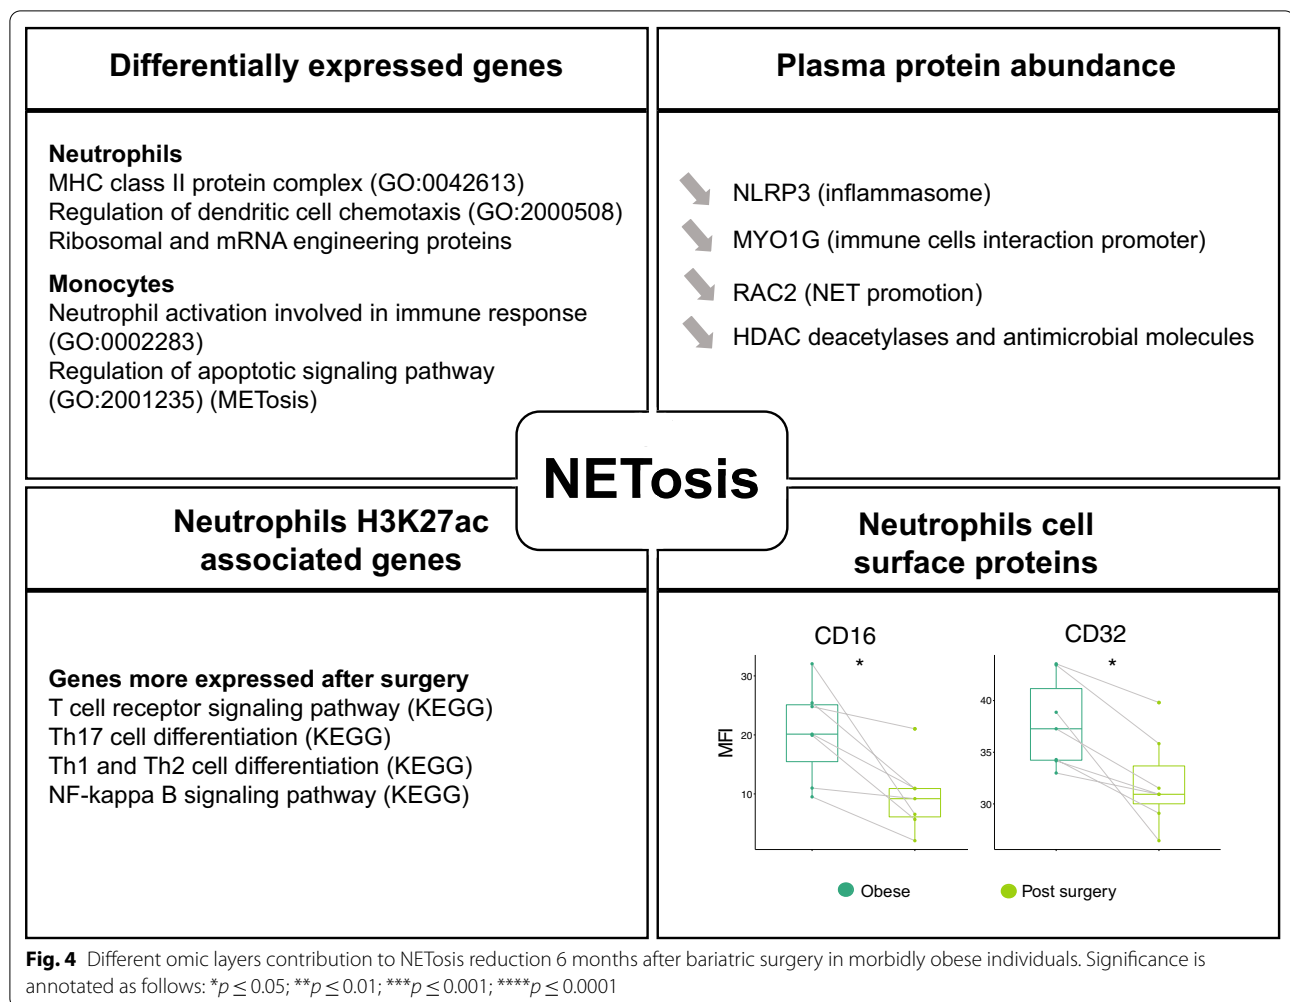 Differentially expressed genes
Neutrophils
MHC class II protein complex (GO:0042613)
Regulation of dendritic cell chemotaxis (GO:2000508)
Ribosomal and mRNA engineering proteins
Monocytes
Neutrophil activation involved in immune response
(GO:0002283)
Regulation of apoptotic signaling pathway
(GO:2001235) (METosis)
Plasma protein abundance
NLRP3 (inflammasome)
MYO1G (immune cells interaction promoter)
RAC2 (NET promotion)
HDAC deacetylases and antimicrobial molecules
NETosis
Neutrophils H3K27ac
associated genes
Genes more expressed after surgery
T cell receptor signaling pathway (KEGG)
Th17 cell differentiation (KEGG)
Th1 and Th2 cell differentiation (KEGG)
NF-kappa B signaling pathway (KEGG)
Neutrophils cell
surface proteins
CD16
*
MFI
30
20
10
CD32
*
40
35
30
Obese
Post surgery
Fig. 4 Different omic layers contribution to NETosis reduction 6 months after bariatric surgery in morbidly obese individuals. Significance is
annotated as follows: *p ≤ 0.05; **p ≤ 0.01; ***p ≤ 0.001; ****p ≤ 0.0001